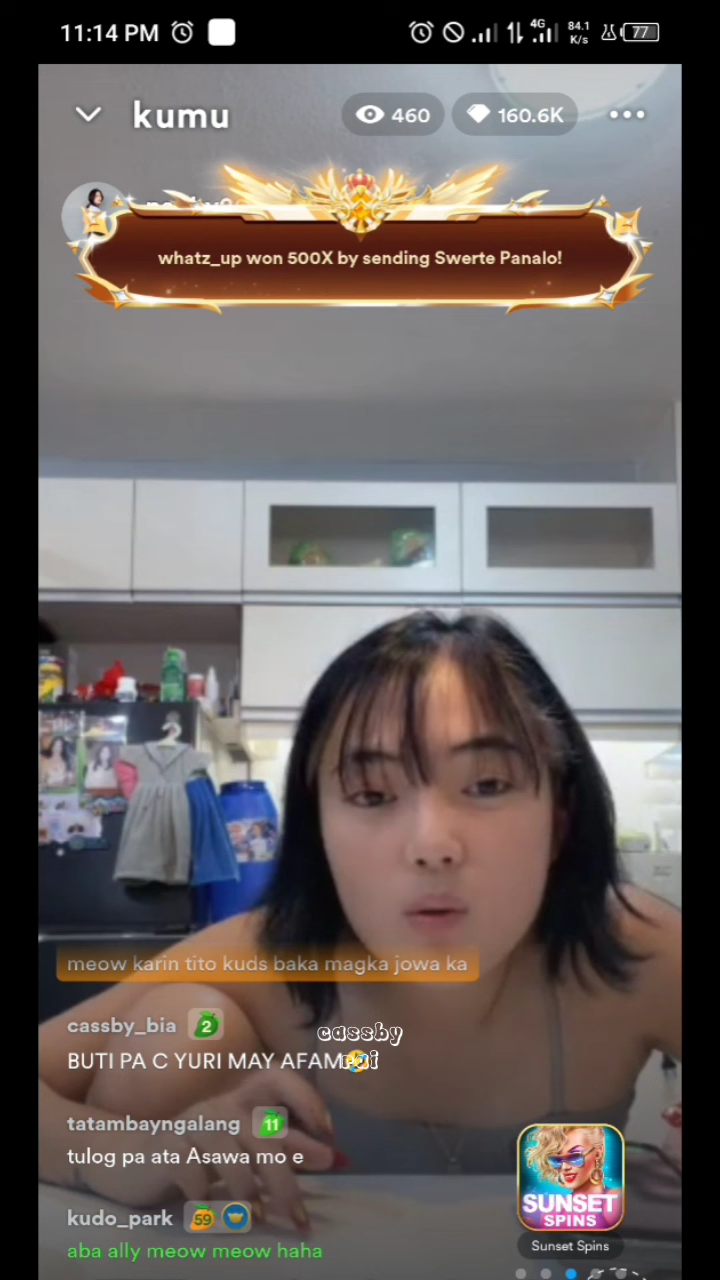 11:14 PM
4G
84.1
K/s
77
kumu
460
160.6K
whatz_up won 500X by sending Swerte Panalo!
meow karin tito kuds baka magka jowa ka
cassby_bia 2
cassby
BUTI PA C YURI MAY AFAM
tatambayngalang 11
tulog pa ata Asawa mo e
SUNSET
SPINS
kudo_park 59
Sunset Spins
aba ally meow meow haha